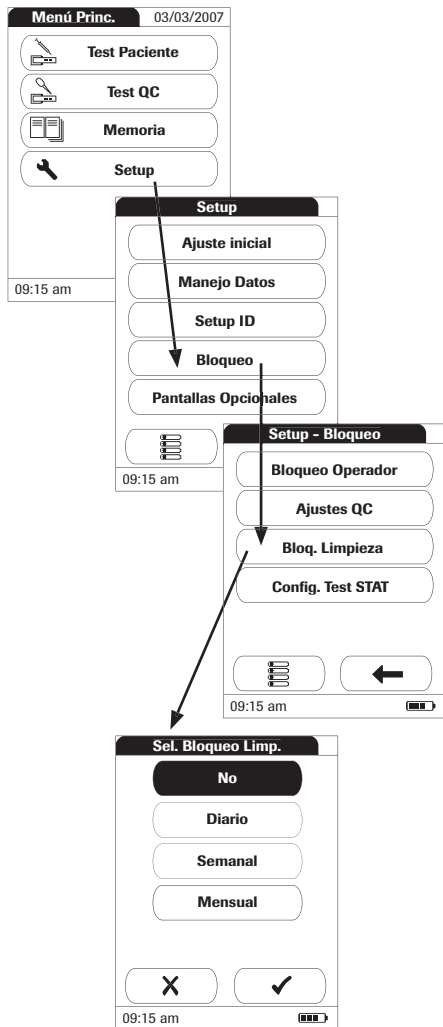 Menú Princ. 03/03/2007
Test Paciente
Test QC
Memoria
Setup
09:15 am
Setup
Ajuste inicial
Manejo Datos
Setup ID
Bloqueo
Pantallas Opcionales
09:15 am
Setup - Bloqueo
Bloqueo Operador
Ajustes QC
Bloq. Limpieza
Config. Test STAT
09:15 am
Sel. Bloqueo Limp.
No
Diario
Semanal
Mensual
09:15 am